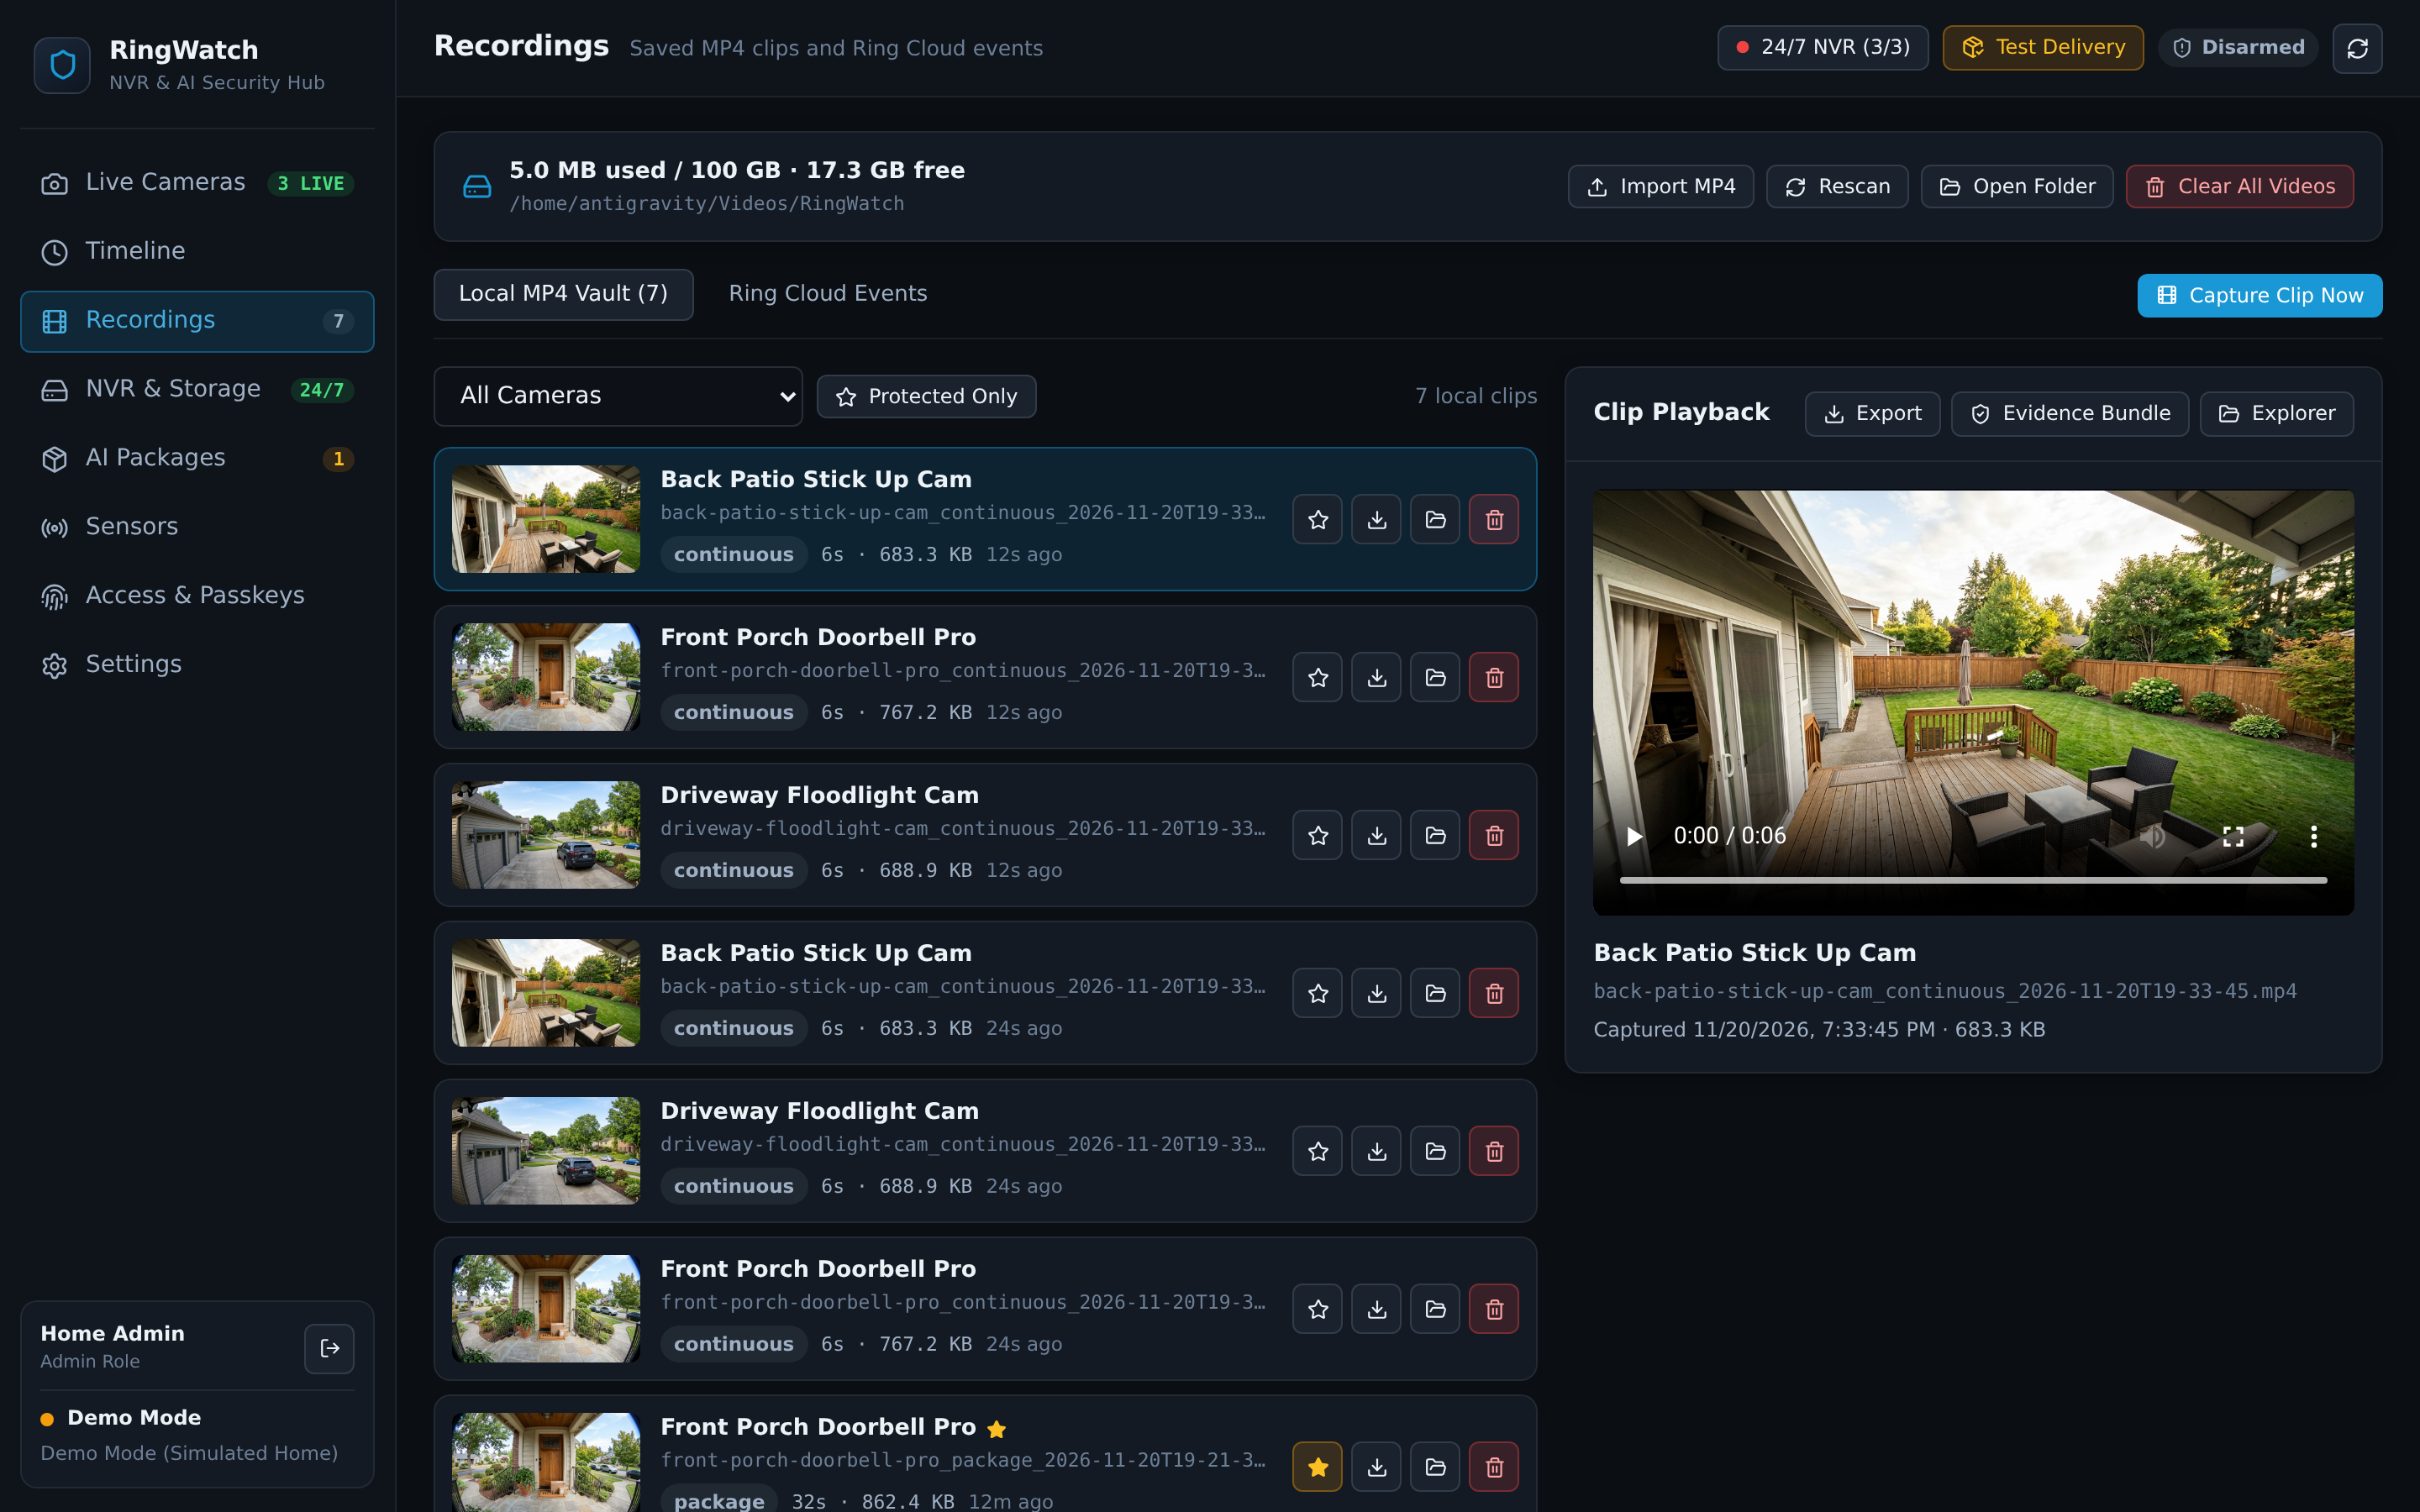 RingWatch
NVR & AI Security Hub
Live Cameras
3 LIVE
Timeline
Recordings
7
NVR & Storage
24/7
AI Packages
1
Sensors
Access & Passkeys
Settings
Home Admin
Admin Role
Demo Mode
Demo Mode (Simulated Home)
Recordings
Saved MP4 clips and Ring Cloud events
24/7 NVR (3/3)
Test Delivery
Disarmed
5.0 MB used / 100 GB · 17.3 GB free
/home/antigravity/Videos/RingWatch
Import MP4
Rescan
Open Folder
Clear All Videos
Local MP4 Vault (7)
Ring Cloud Events
Capture Clip Now
All Cameras
Protected Only
7 local clips
Back Patio Stick Up Cam
back-patio-stick-up-cam_continuous_2026-11-20T19-33…
continuous 6s · 683.3 KB 12s ago
Front Porch Doorbell Pro
front-porch-doorbell-pro_continuous_2026-11-20T19-3…
continuous 6s · 767.2 KB 12s ago
Driveway Floodlight Cam
driveway-floodlight-cam_continuous_2026-11-20T19-33…
continuous 6s · 688.9 KB 12s ago
Back Patio Stick Up Cam
back-patio-stick-up-cam_continuous_2026-11-20T19-33…
continuous 6s · 683.3 KB 24s ago
Driveway Floodlight Cam
driveway-floodlight-cam_continuous_2026-11-20T19-33…
continuous 6s · 688.9 KB 24s ago
Front Porch Doorbell Pro
front-porch-doorbell-pro_continuous_2026-11-20T19-3…
continuous 6s · 767.2 KB 24s ago
Front Porch Doorbell Pro
front-porch-doorbell-pro_package_2026-11-20T19-21-3…
package 32s · 862.4 KB 12m ago
Clip Playback
Export
Evidence Bundle
Explorer
0:00 / 0:06
Back Patio Stick Up Cam
back-patio-stick-up-cam_continuous_2026-11-20T19-33-45.mp4
Captured 11/20/2026, 7:33:45 PM · 683.3 KB